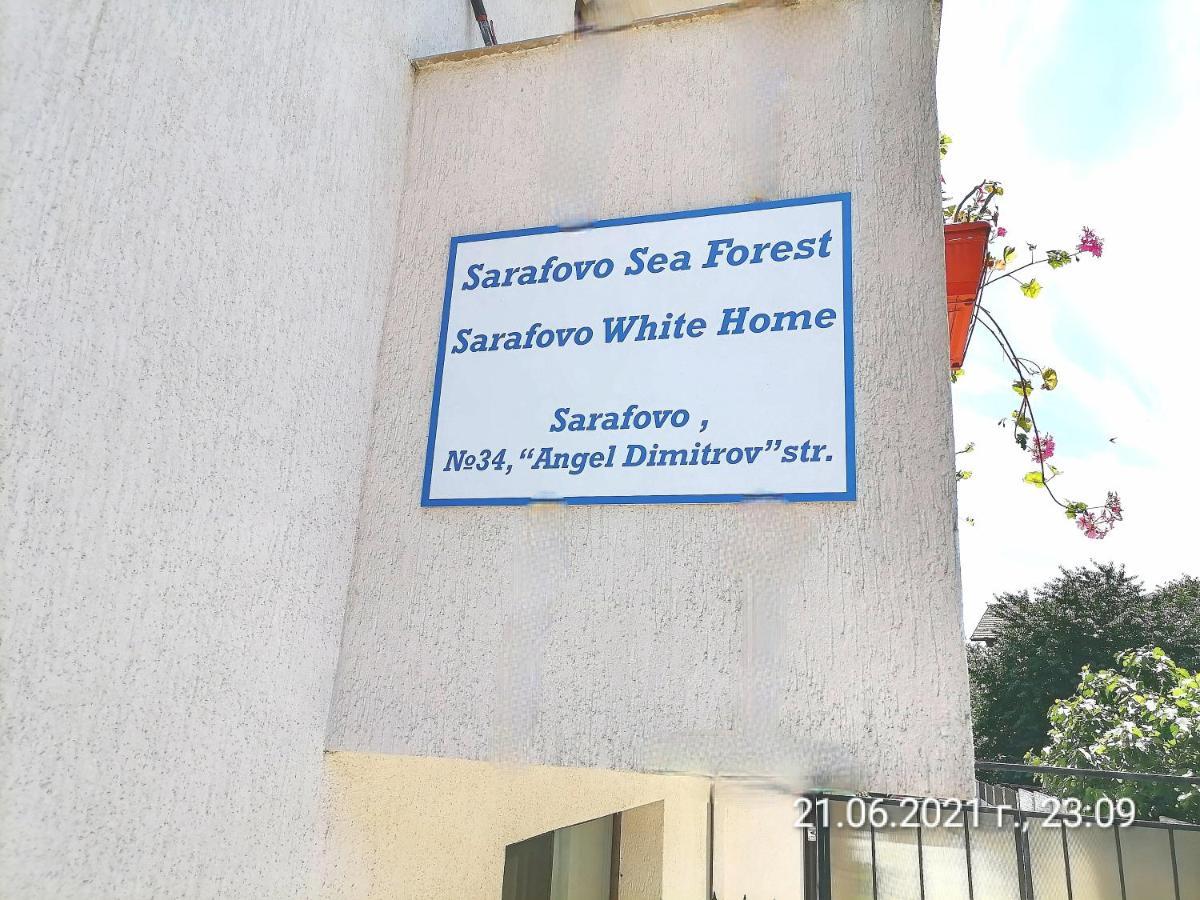 Sarafovo Sea Forest
Sarafovo White Home
Sarafovo ,
№34, “Angel Dimitrov” str.
21.06.2021 г., 23:09